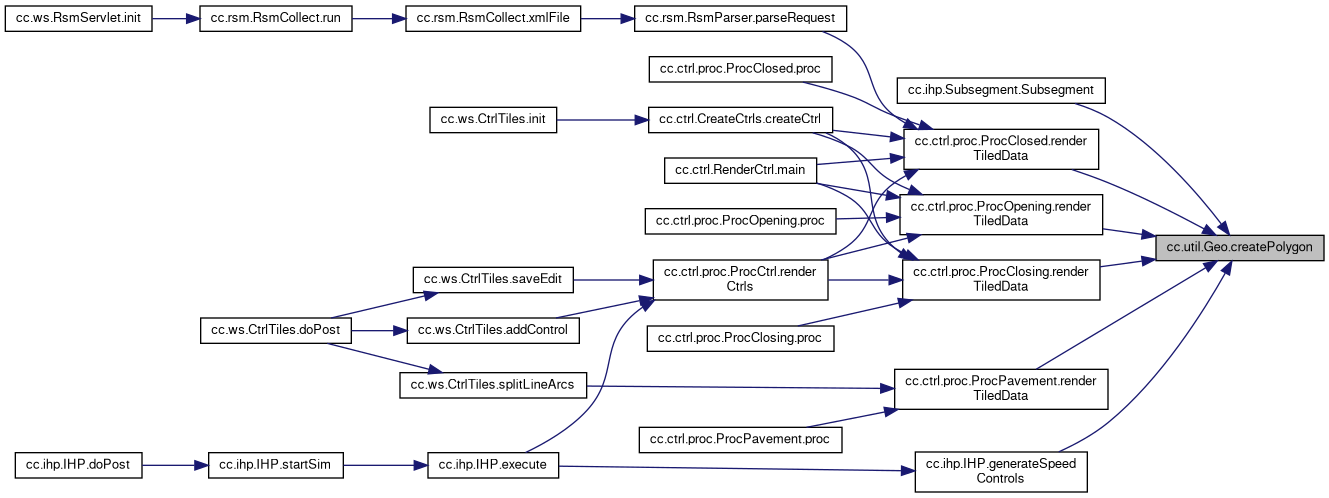 cc.ws.RsmServlet.init
cc.rsm.RsmCollect.run
cc.rsm.RsmCollect.xmlFile
cc.rsm.RsmParser.parseRequest
cc.ctrl.proc.ProcClosed.proc
cc.ihp.Subsegment.Subsegment
cc.ws.CtrlTiles.init
cc.ctrl.CreateCtrls.createCtrl
cc.ctrl.proc.ProcClosed.render
TiledData
cc.ctrl.RenderCtrl.main
cc.ctrl.proc.ProcOpening.render
TiledData
cc.ctrl.proc.ProcOpening.proc
cc.util.Geo.createPolygon
cc.ws.CtrlTiles.saveEdit
cc.ctrl.proc.ProcCtrl.render
Ctrls
cc.ctrl.proc.ProcClosing.render
TiledData
cc.ws.CtrlTiles.doPost
cc.ws.CtrlTiles.addControl
cc.ctrl.proc.ProcClosing.proc
cc.ws.CtrlTiles.splitLineArcs
cc.ctrl.proc.ProcPavement.render
TiledData
cc.ctrl.proc.ProcPavement.proc
cc.ihp.IHP.doPost
cc.ihp.IHP.startSim
cc.ihp.IHP.execute
cc.ihp.IHP.generateSpeed
Controls